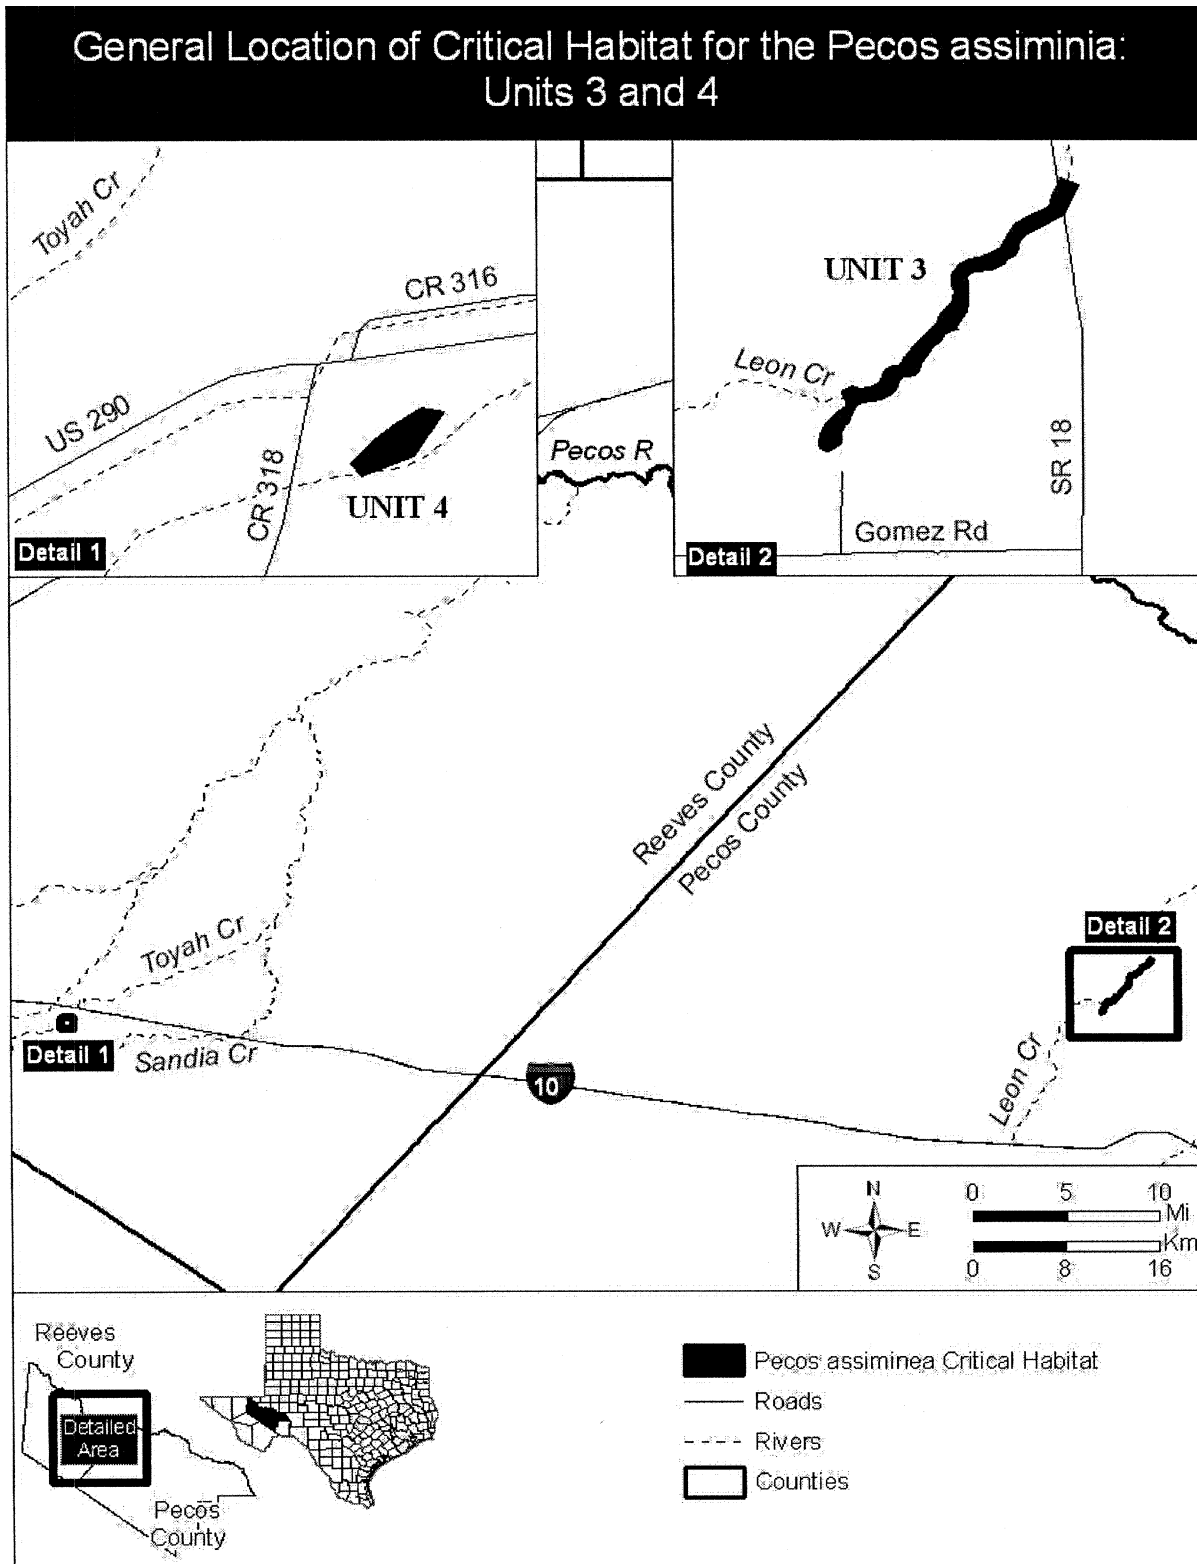 General Location of Critical Habitat for the Pecos assiminia:
Units 3 and 4
Toyah Cr
CR 316
US 290
CR 318
UNIT 4
Detail 1
Pecos R
UNIT 3
Leon Cr
SR 18
Gomez Rd
Detail 2
Reeves County
Pecos County
Toyah Cr
Detail 1
Sandia Cr
10
Detail 2
Leon Cr
N
W E
S
0 5 10
Mi
Km
0 8 16
Reeves
County
Detailed
Area
Pecos
County
Pecos assiminea Critical Habitat
Roads
Rivers
Counties